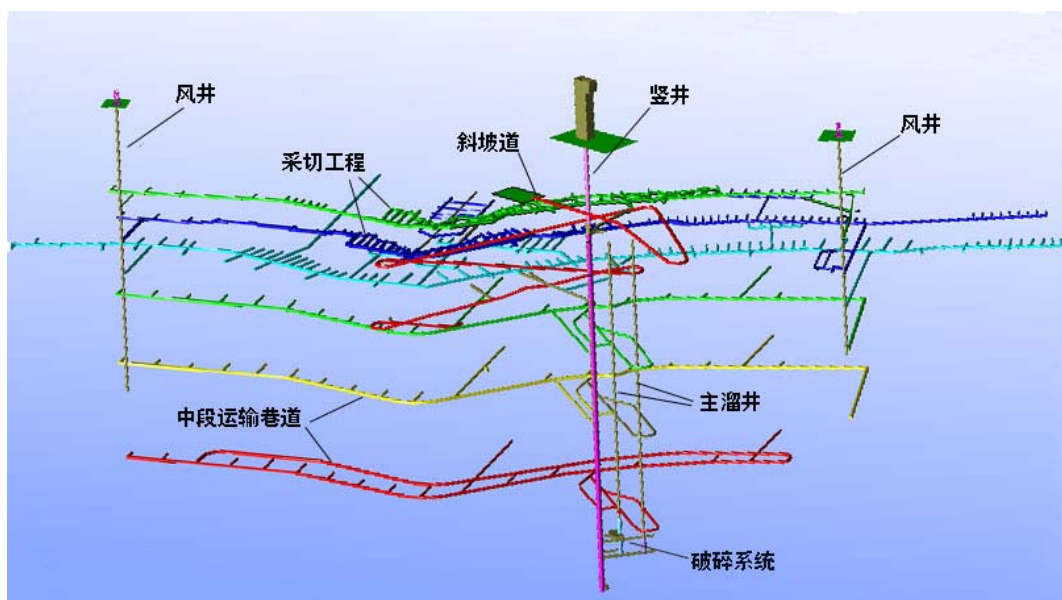 风井
竖井
风井
斜坡道
采切工程
主溜井
中段运输巷道
破碎系统